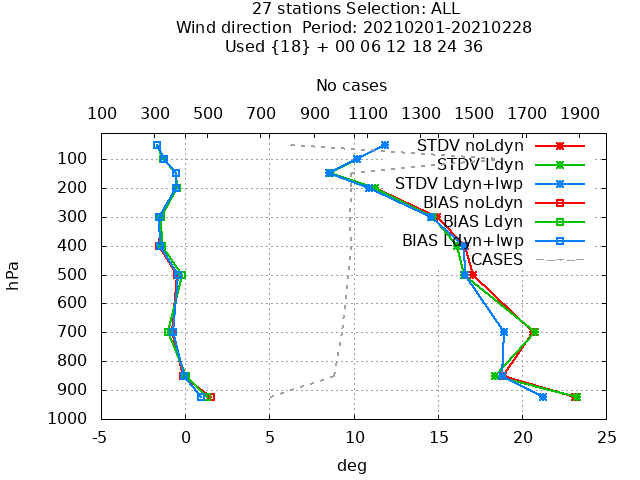 27 stations Selection: ALL
Wind direction  Period: 20210201-20210228
Used {18} + 00 06 12 18 24 36
No cases
100 300 500 700 900 1100 1300 1500 1700 1900
STDV noLdyn
STDV Ldyn
STDV Ldyn+lwp
BIAS noLdyn
BIAS Ldyn
BIAS Ldyn+lwp
CASES
hPa
100
200
300
400
500
600
700
800
900
1000
-5 0 5 10 15 20 25
deg